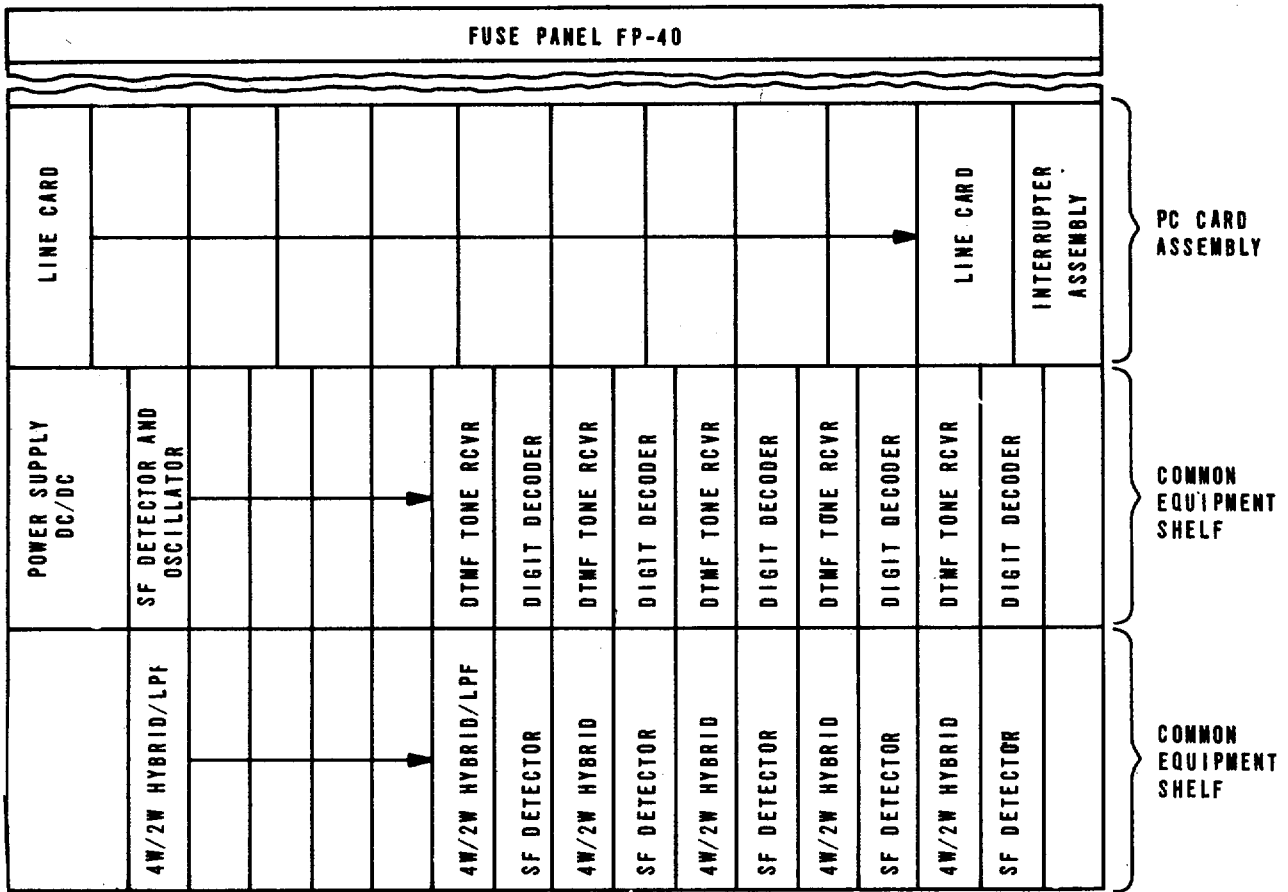 FUSE PANEL FP-40
LINE CARD
LINE CARD
INTERRUPTER
ASSEMBLY
PC CARD
ASSEMBLY
POWER SUPPLY
DC/DC
SF DETECTOR AND
OSCILLATOR
DTMF TONE RCVR
DIGIT DECODER
DTMF TONE RCVR
DIGIT DECODER
DTMF TONE RCVR
DIGIT DECODER
DTMF TONE RCVR
DIGIT DECODER
DTMF TONE RCVR
DIGIT DECODER
COMMON
EQUIPMENT
SHELF
4W/2W HYBRID/LPF
4W/2W HYBRID/LPF
SF DETECTOR
4W/2W HYBRID
SF DETECTOR
4W/2W HYBRID
SF DETECTOR
4W/2W HYBRID
SF DETECTOR
4W/2W HYBRID
SF DETECTOR
COMMON
EQUIPMENT
SHELF